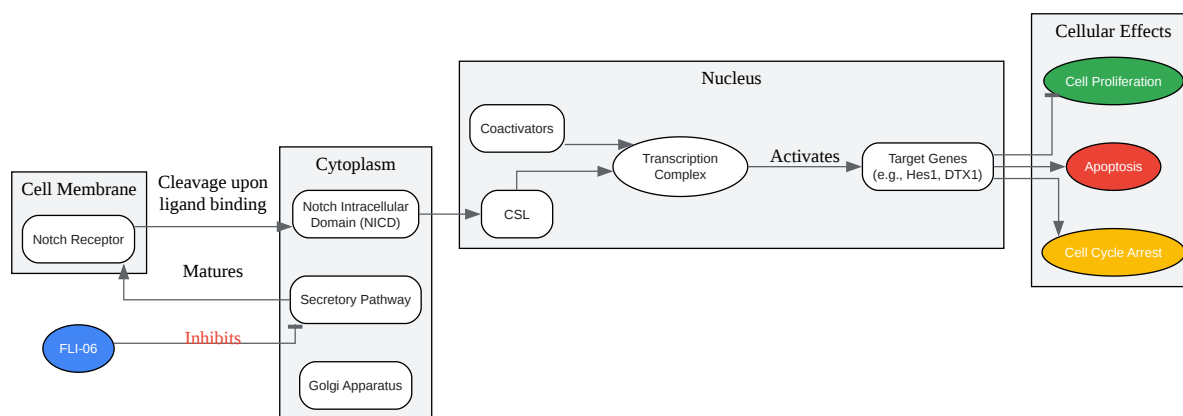 Cell Membrane
Notch Receptor
FLI-06
Cleavage upon
ligand binding
Matures
Inhibits
Cytoplasm
Notch Intracellular
Domain (NICD)
Secretory Pathway
Golgi Apparatus
Nucleus
Coactivators
CSL
Transcription
Complex
Activates
Target Genes
(e.g., Hes1, DTX1)
Cellular Effects
Cell Proliferation
Apoptosis
Cell Cycle Arrest